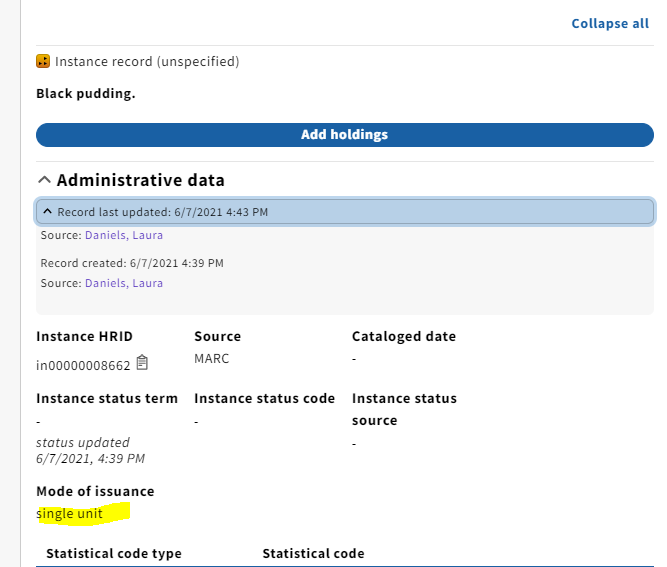 Collapse all
Instance record (unspecified)
Black pudding.
Add holdings
Administrative data
Record last updated: 6/7/2021 4:43 PM
Source: Daniels, Laura
Record created: 6/7/2021 4:39 PM
Source: Daniels, Laura
Instance HRID Source Cataloged date
in00000008662 MARC -
Instance status term Instance status code Instance status
source
- - -
status updated
6/7/2021, 4:39 PM
Mode of issuance
single unit
Statistical code type Statistical code